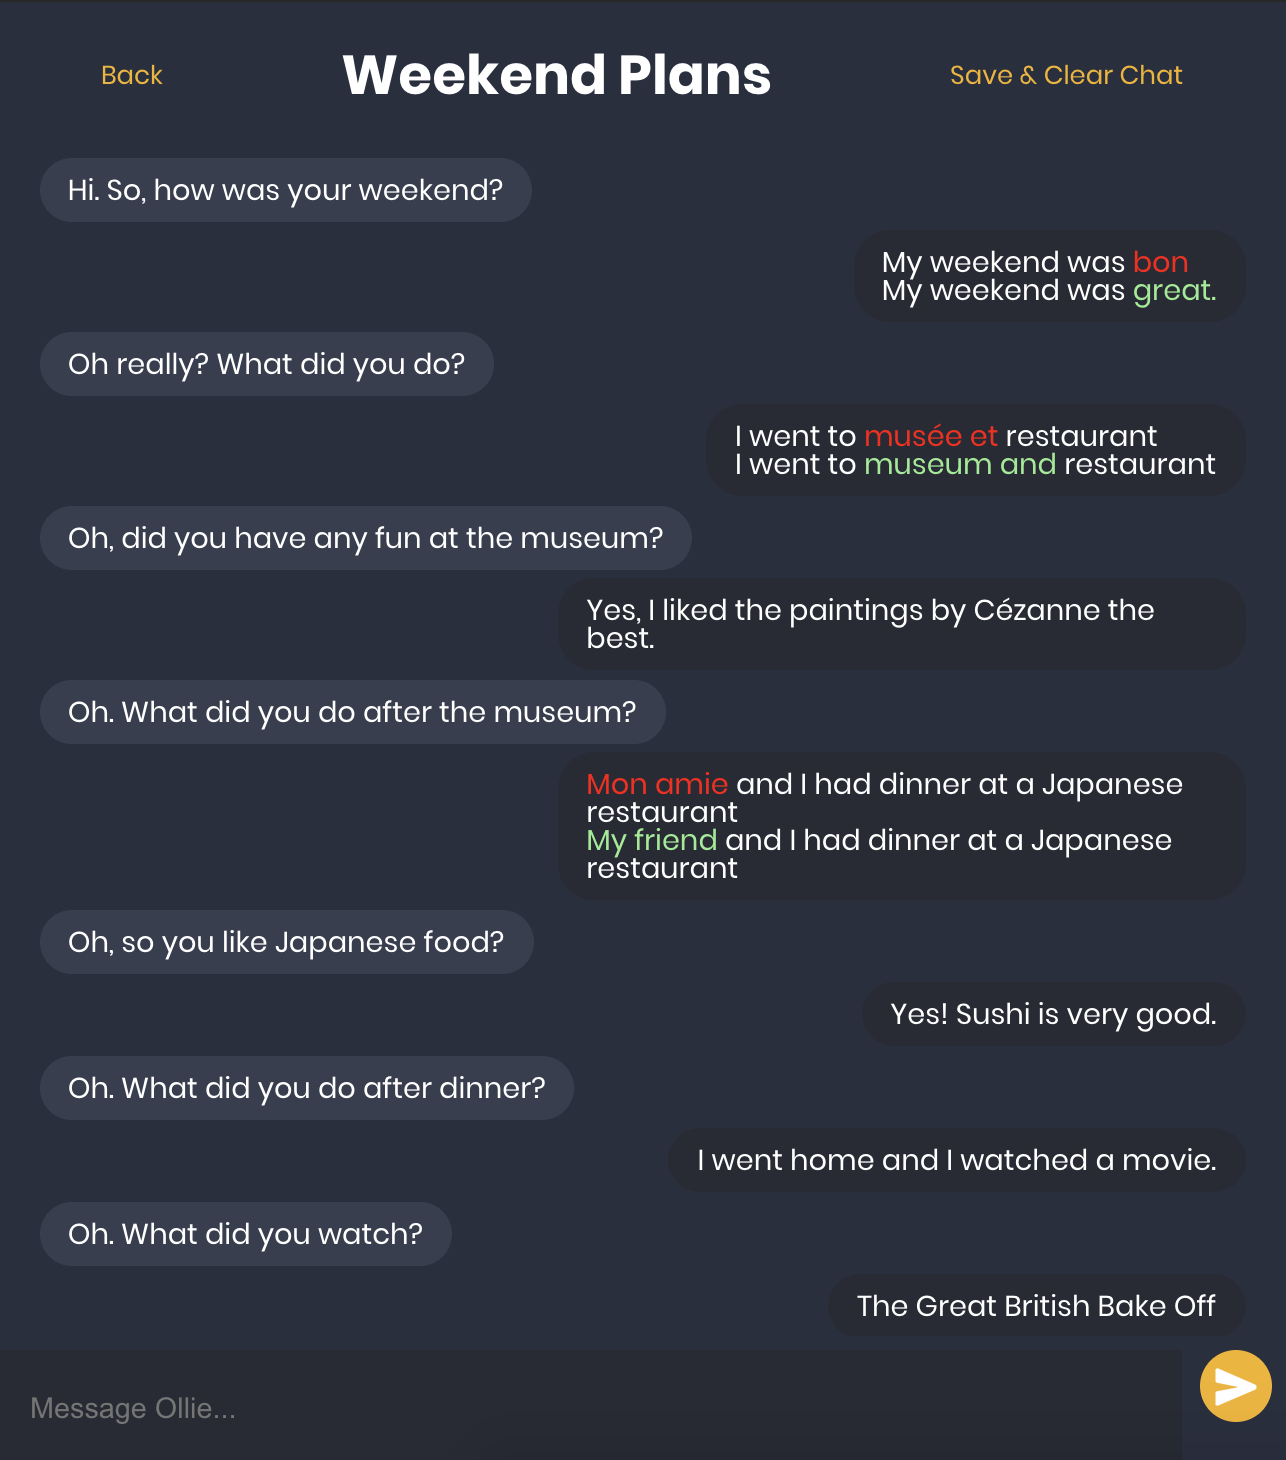 Back
Weekend Plans
Save & Clear Chat
Hi. So, how was your weekend?
My weekend was bon
My weekend was great.
Oh really? What did you do?
I went to musée et restaurant
I went to museum and restaurant
Oh, did you have any fun at the museum?
Yes, I liked the paintings by Cézanne the
best.
Oh. What did you do after the museum?
Mon amie and I had dinner at a Japanese
restaurant
My friend and I had dinner at a Japanese
restaurant
Oh, so you like Japanese food?
Yes! Sushi is very good.
Oh. What did you do after dinner?
I went home and I watched a movie.
Oh. What did you watch?
The Great British Bake Off
Message Ollie...